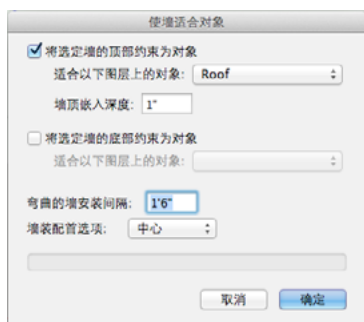 使墙适合对象
将选定墙的顶部约束为对象
适合以下图层上的对象: Roof
墙顶嵌入深度: 1"
将选定墙的底部约束为对象
适合以下图层上的对象:
弯曲的墙安装间隔: 1'6"
墙装配首选项: 中心
取消 确定